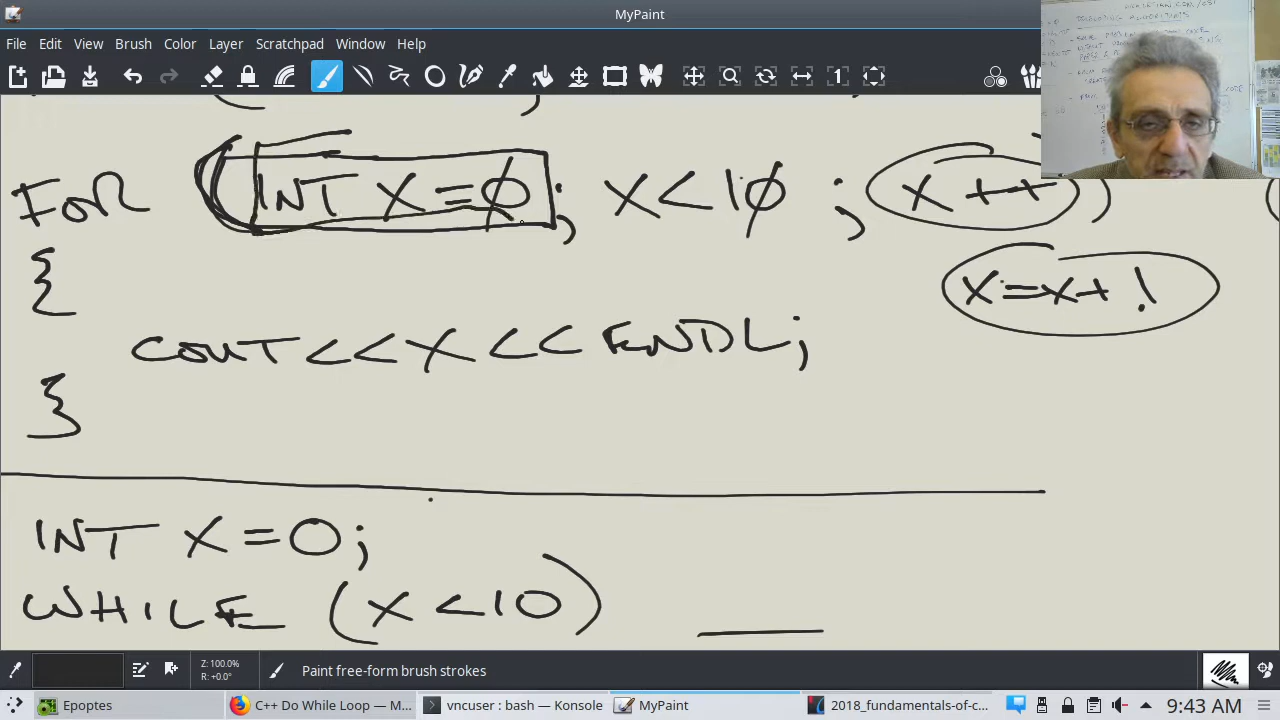 MyPaint
File Edit View Brush Color Layer Scratchpad Window Help
FOR (INT X=0; X<10; X++)
{
X=X+1
COUT<<X<<ENDL;
}
INT X=0;
WHILE (X<10)
Z: 100.0%
R: +0.0°
Paint free-form brush strokes
Epoptes
C++ Do While Loop — M...
vncuser : bash — Konsole
MyPaint
2018_fundamentals-of-c...
9:43 AM